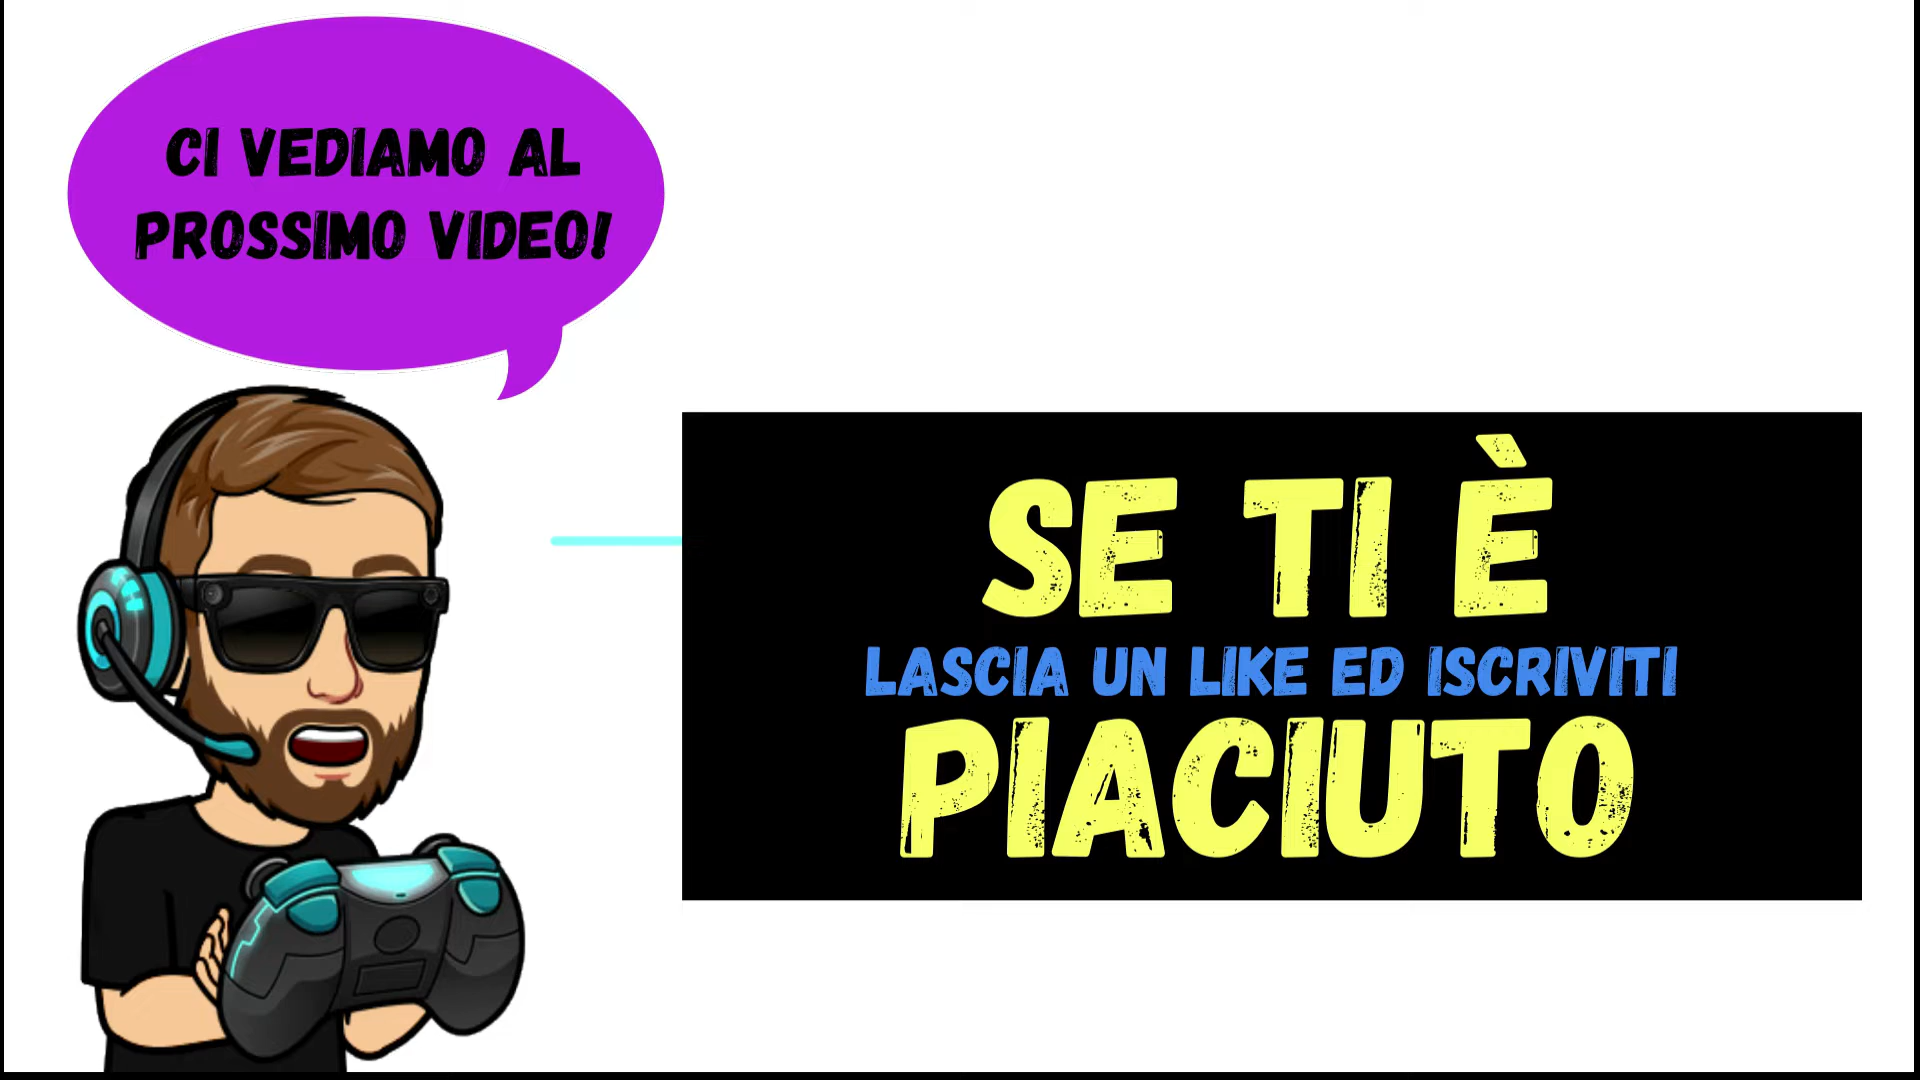 CI VEDIAMO AL
PROSSIMO VIDEO!
SE TI È
LASCIA UN LIKE ED ISCRIVITI
PIACIUTO